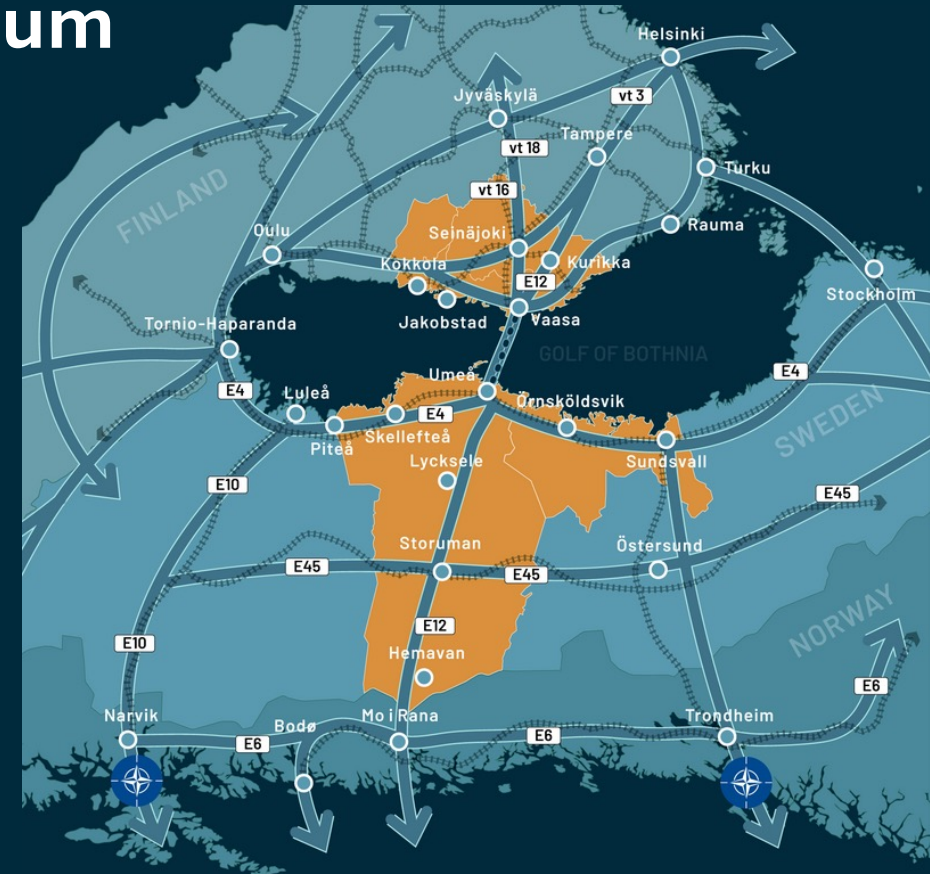 um
Helsinki
Jyväskylä
vt 3
Tampere
vt 18
Turku
vt 16
FINLAND
Rauma
Oulu
Seinäjoki
Kokkola
Kurikka
E12
Stockholm
Jakobstad
Vaasa
Tornio-Haparanda
GOLF OF BOTHNIA
Umeå
E4
E4
Luleå
Örnsköldsvik
E4
SWEDEN
Skellefteå
Piteå
Lycksele
Sundsvall
E10
E45
Storuman
Östersund
E45
E45
E12
NORWAY
E10
Hemavan
E6
Narvik
Bodø
Mo i Rana
Trondheim
E6
E6